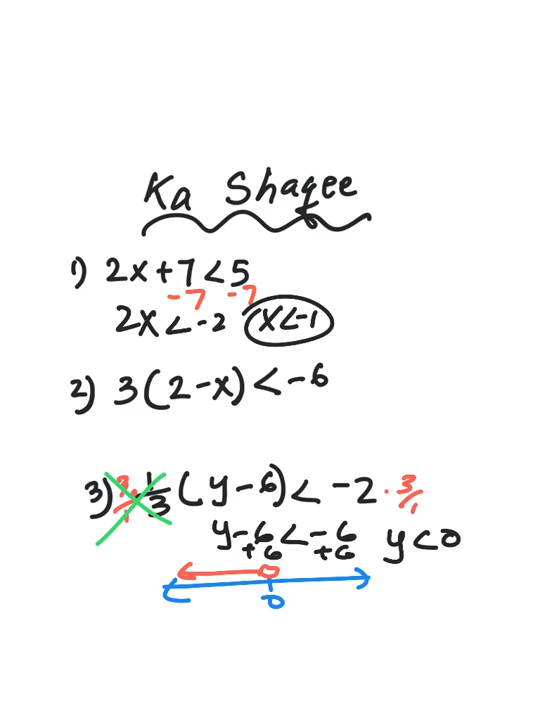 Ka Shaqee
1) 2x + 7 < 5
-7 -7
2x < -2 x < -1
2) 3(2-x) < -6
3) 3/1 · 1/3 (y-6) < -2 · 3/1
y-6 < -6 y < 0
+6 +6
0